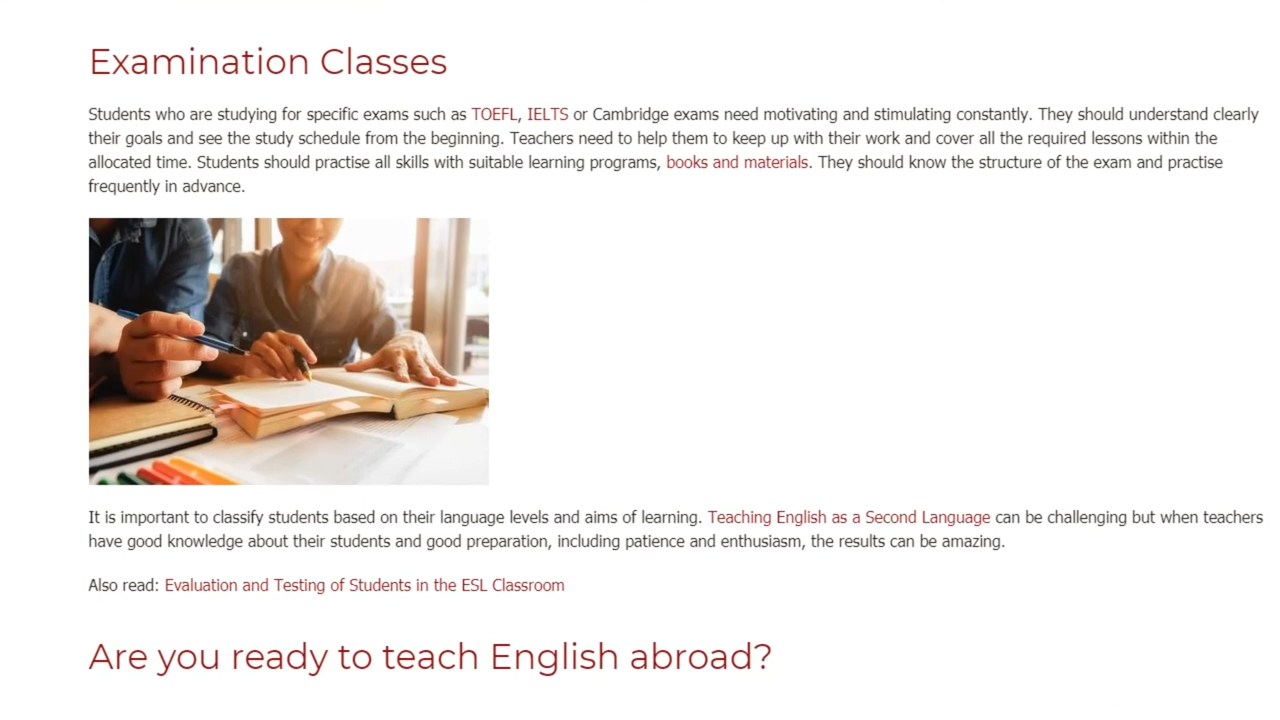 Examination Classes
Students who are studying for specific exams such as TOEFL, IELTS or Cambridge exams need motivating and stimulating constantly. They should understand clearly
their goals and see the study schedule from the beginning. Teachers need to help them to keep up with their work and cover all the required lessons within the
allocated time. Students should practise all skills with suitable learning programs, books and materials. They should know the structure of the exam and practise
frequently in advance.
It is important to classify students based on their language levels and aims of learning. Teaching English as a Second Language can be challenging but when teachers
have good knowledge about their students and good preparation, including patience and enthusiasm, the results can be amazing.
Also read: Evaluation and Testing of Students in the ESL Classroom
Are you ready to teach English abroad?